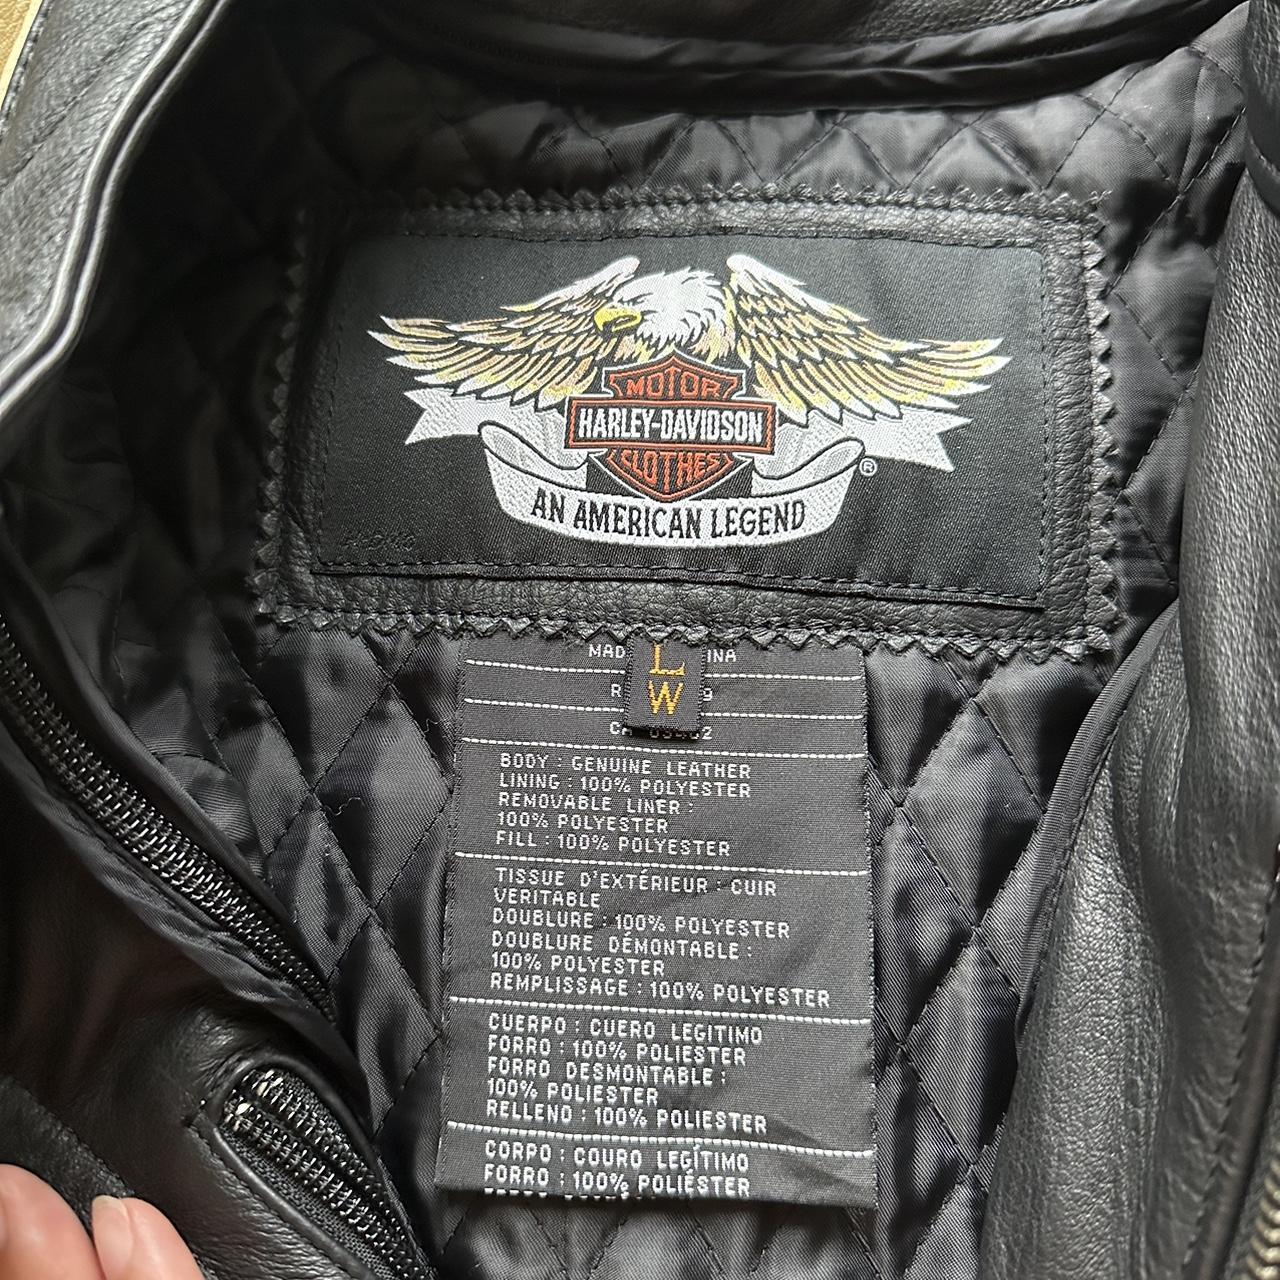 MOTOR
HARLEY-DAVIDSON
CLOTHES
®
AN AMERICAN LEGEND
L
W
BODY : GENUINE LEATHER
LINING : 100% POLYESTER
REMOVABLE LINER :
100% POLYESTER
FILL : 100% POLYESTER
TISSUE D'EXTÉRIEUR : CUIR
VERITABLE
DOUBLURE : 100% POLYESTER
DOUBLURE DÉMONTABLE :
100% POLYESTER
REMPLISSAGE : 100% POLYESTER
CUERPO : CUERO LEGITIMO
FORRO : 100% POLIESTER
FORRO DESMONTABLE :
100% POLIESTER
RELLENO : 100% POLIESTER
CORPO : COURO LEGÍTIMO
FORRO : 100% POLIÉSTER